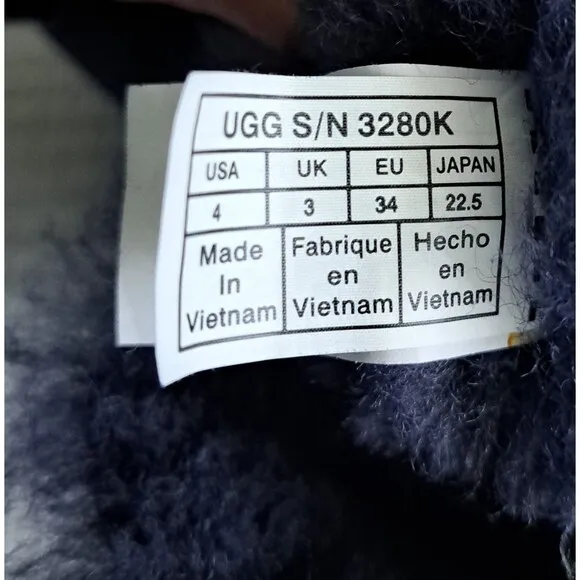 UGG S/N 3280K
USA UK EU JAPAN
4 3 34 22.5
Made In Vietnam
Fabrique en Vietnam
Hecho en Vietnam